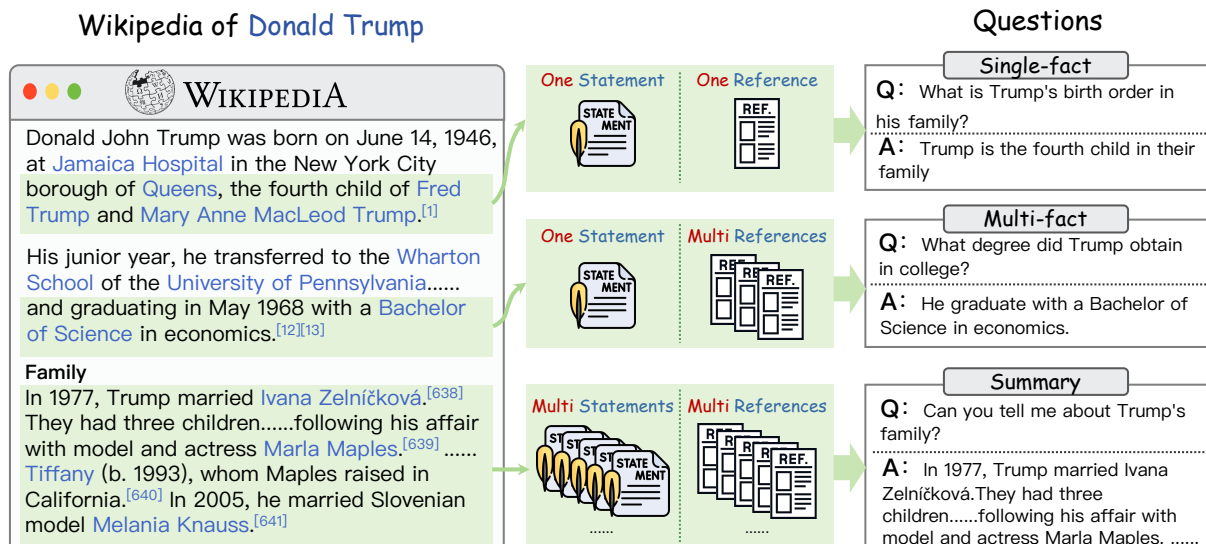 Wikipedia of Donald Trump
Questions
WIKIPEDIA
Donald John Trump was born on June 14, 1946,
at Jamaica Hospital in the New York City
borough of Queens, the fourth child of Fred
Trump and Mary Anne MacLeod Trump.[1]
His junior year, he transferred to the Wharton
School of the University of Pennsylvania......
and graduating in May 1968 with a Bachelor
of Science in economics.[12][13]
Family
In 1977, Trump married Ivana Zelníčková.[638]
They had three children......following his affair
with model and actress Marla Maples.[639] ......
Tiffany (b. 1993), whom Maples raised in
California.[640] In 2005, he married Slovenian
model Melania Knauss.[641]
One Statement
One Reference
STATE
MENT
REF.
One Statement
Multi References
STATE
MENT
REF.
REF.
REF.
Multi Statements
Multi References
STATE
MENT
REF.
......
......
Single-fact
Q: What is Trump's birth order in
his family?
A: Trump is the fourth child in their
family
Multi-fact
Q: What degree did Trump obtain
in college?
A: He graduate with a Bachelor of
Science in economics.
Summary
Q: Can you tell me about Trump's
family?
A: In 1977, Trump married Ivana
Zelníčková.They had three
children......following his affair with
model and actress Marla Maples. ......